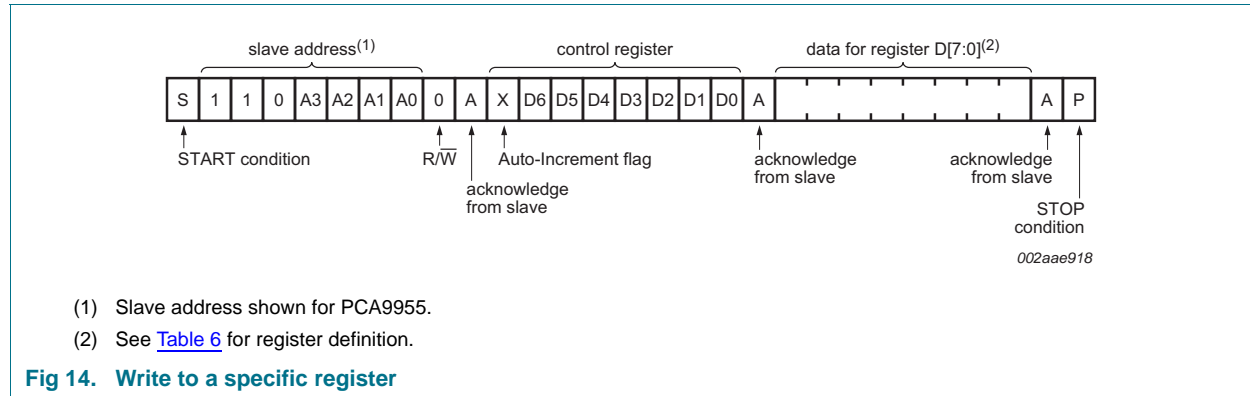 slave address(1) control register data for register D[7:0](2)
S 1 1 0 A3 A2 A1 A0 0 A X D6 D5 D4 D3 D2 D1 D0 A A P
START condition R/W̅ Auto-Increment flag acknowledge from slave acknowledge from slave
acknowledge from slave
STOP condition
002aae918
(1) Slave address shown for PCA9955.
(2) See Table 6 for register definition.
Fig 14. Write to a specific register